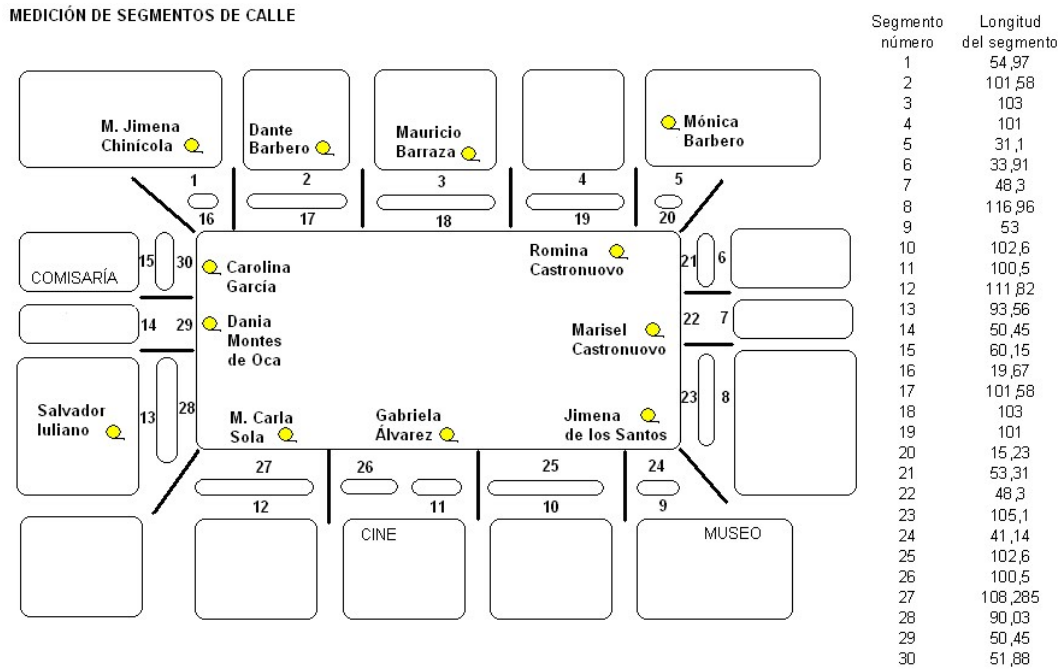 MEDICIÓN DE SEGMENTOS DE CALLE
M. Jimena
Chinícola
Dante
Barbero
Mauricio
Barraza
Mónica
Barbero
1
2
3
4
5
16
17
18
19
20
COMISARÍA
15
30
Carolina
García
Romina
Castronuovo
21
6
14
29
Dania
Montes
de Oca
Marisel
Castronuovo
22
7
Salvador
Iuliano
13
28
M. Carla
Sola
Gabriela
Álvarez
Jimena
de los Santos
23
8
27
26
25
24
12
11
10
9
CINE
MUSEO
Segmento Longitud
número del segmento
1 54,97
2 101,58
3 103
4 101
5 31,1
6 33,91
7 48,3
8 116,96
9 53
10 102,6
11 100,5
12 111,82
13 93,56
14 50,45
15 60,15
16 19,67
17 101,58
18 103
19 101
20 15,23
21 53,31
22 48,3
23 105,1
24 41,14
25 102,6
26 100,5
27 108,285
28 90,03
29 50,45
30 51,88